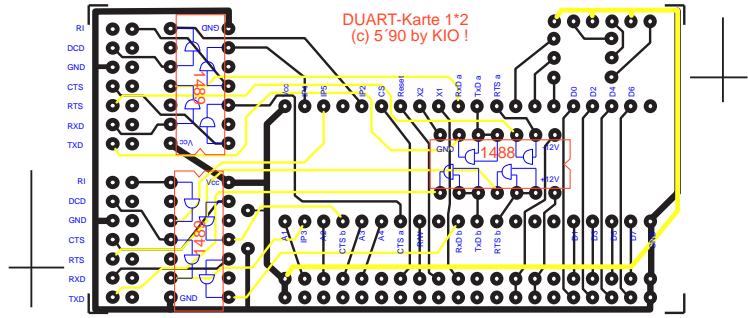 DUART-Karte 1*2
(c) 5´90 by KIO !
RI
DCD
GND
CTS
RTS
RXD
TXD
GND
1489
Vcc
Vcc
IP5
IP2
CS
Reset
X2
X1
RxD a
TxD a
RTS a
D0
D2
D4
D6
GND
1488
-12V
+12V
RI
DCD
GND
CTS
RTS
RXD
TXD
Vcc
GND
A1
IP3
A2
CTS b
A3
A4
CTS a
R/W
RxD b
TxD b
RTS b
D1
D3
D5
D7